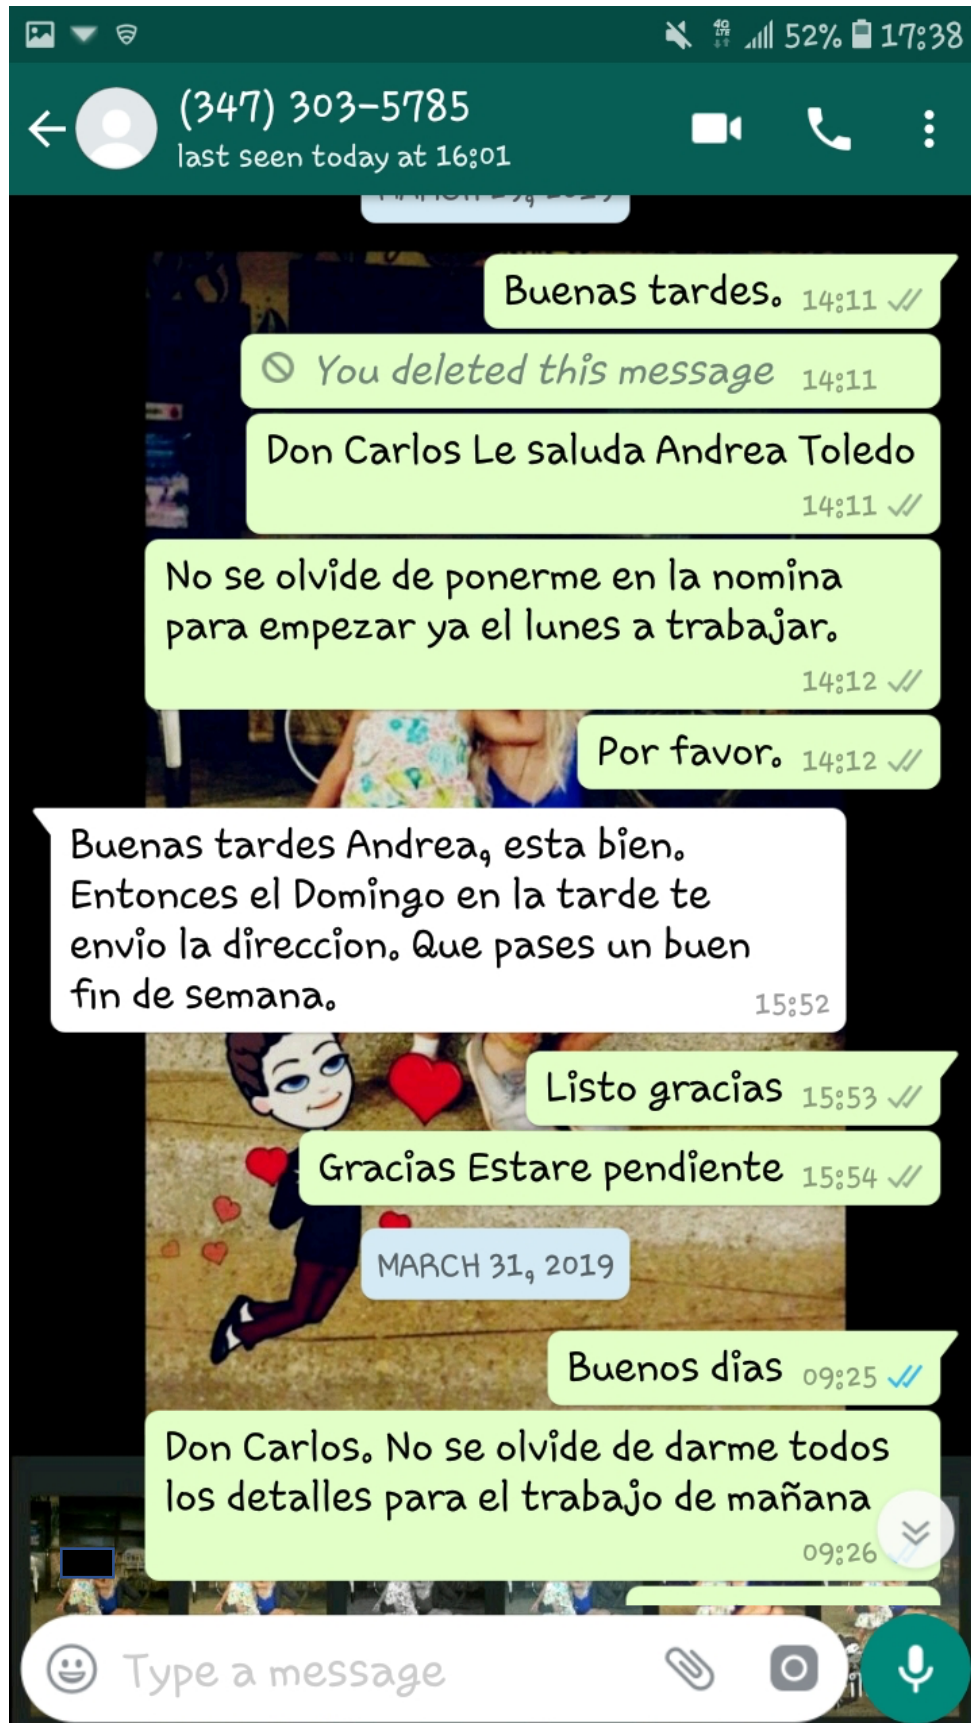 52% 17:38
(347) 303-5785
last seen today at 16:01
Buenas tardes. 14:11
You deleted this message 14:11
Don Carlos Le saluda Andrea Toledo
14:11
No se olvide de ponerme en la nomina
para empezar ya el lunes a trabajar.
14:12
Por favor. 14:12
Buenas tardes Andrea, esta bien.
Entonces el Domingo en la tarde te
envio la direccion. Que pases un buen
fin de semana. 15:52
Listo gracias 15:53
Gracias Estare pendiente 15:54
MARCH 31, 2019
Buenos dias 09:25
Don Carlos. No se olvide de darme todos
los detalles para el trabajo de mañana
09:26
Type a message